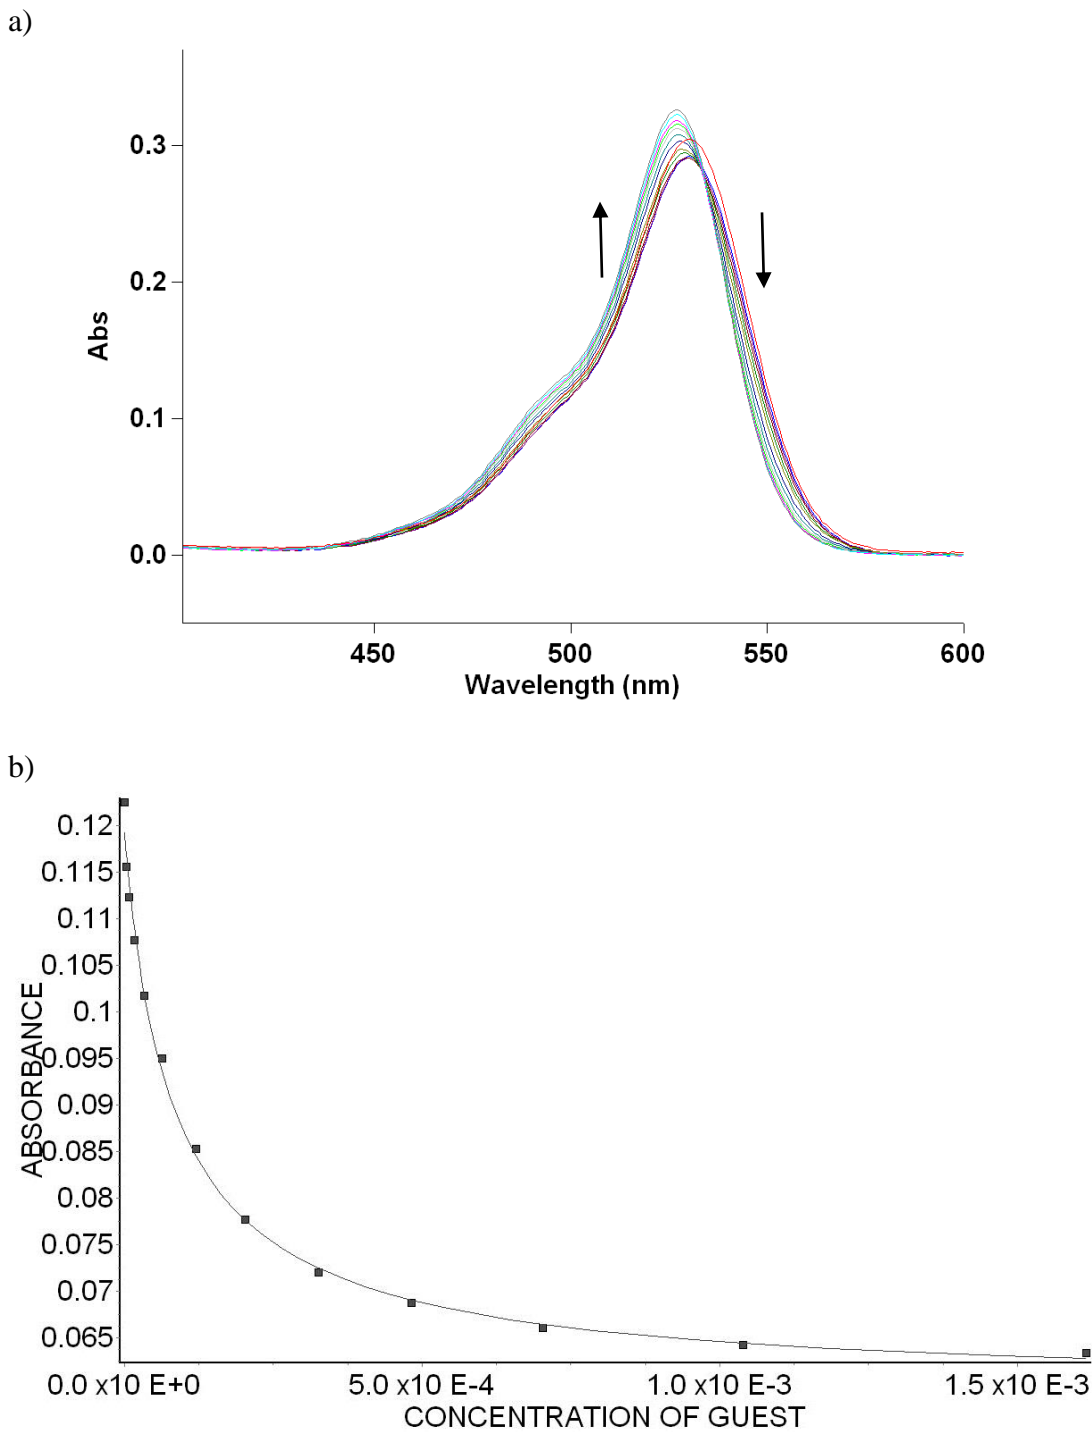 a)
0.3
0.2
0.1
0.0
Abs
450 500 550 600
Wavelength (nm)
b)
0.12
0.115
0.11
0.105
0.1
0.095
0.09
0.085
0.08
0.075
0.07
0.065
ABSORBANCE
0.0 x10 E+0 5.0 x10 E-4 1.0 x10 E-3 1.5 x10 E-3
CONCENTRATION OF GUEST